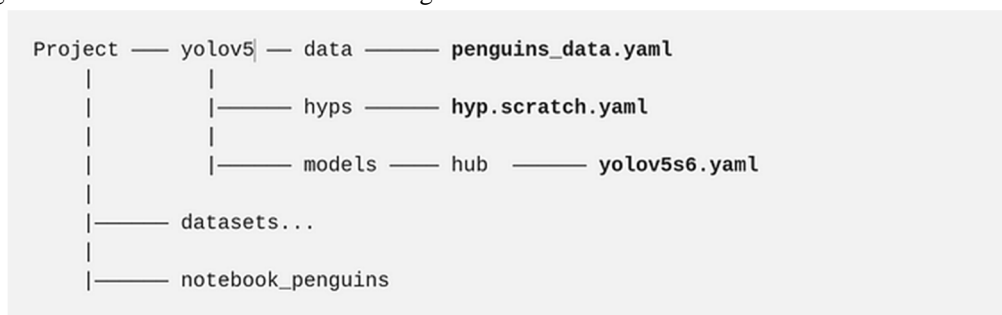 Project —— yolov5 — data ——— penguins_data.yaml
hyps ——— hyp.scratch.yaml
models —— hub ——— yolov5s6.yaml
datasets...
notebook_penguins